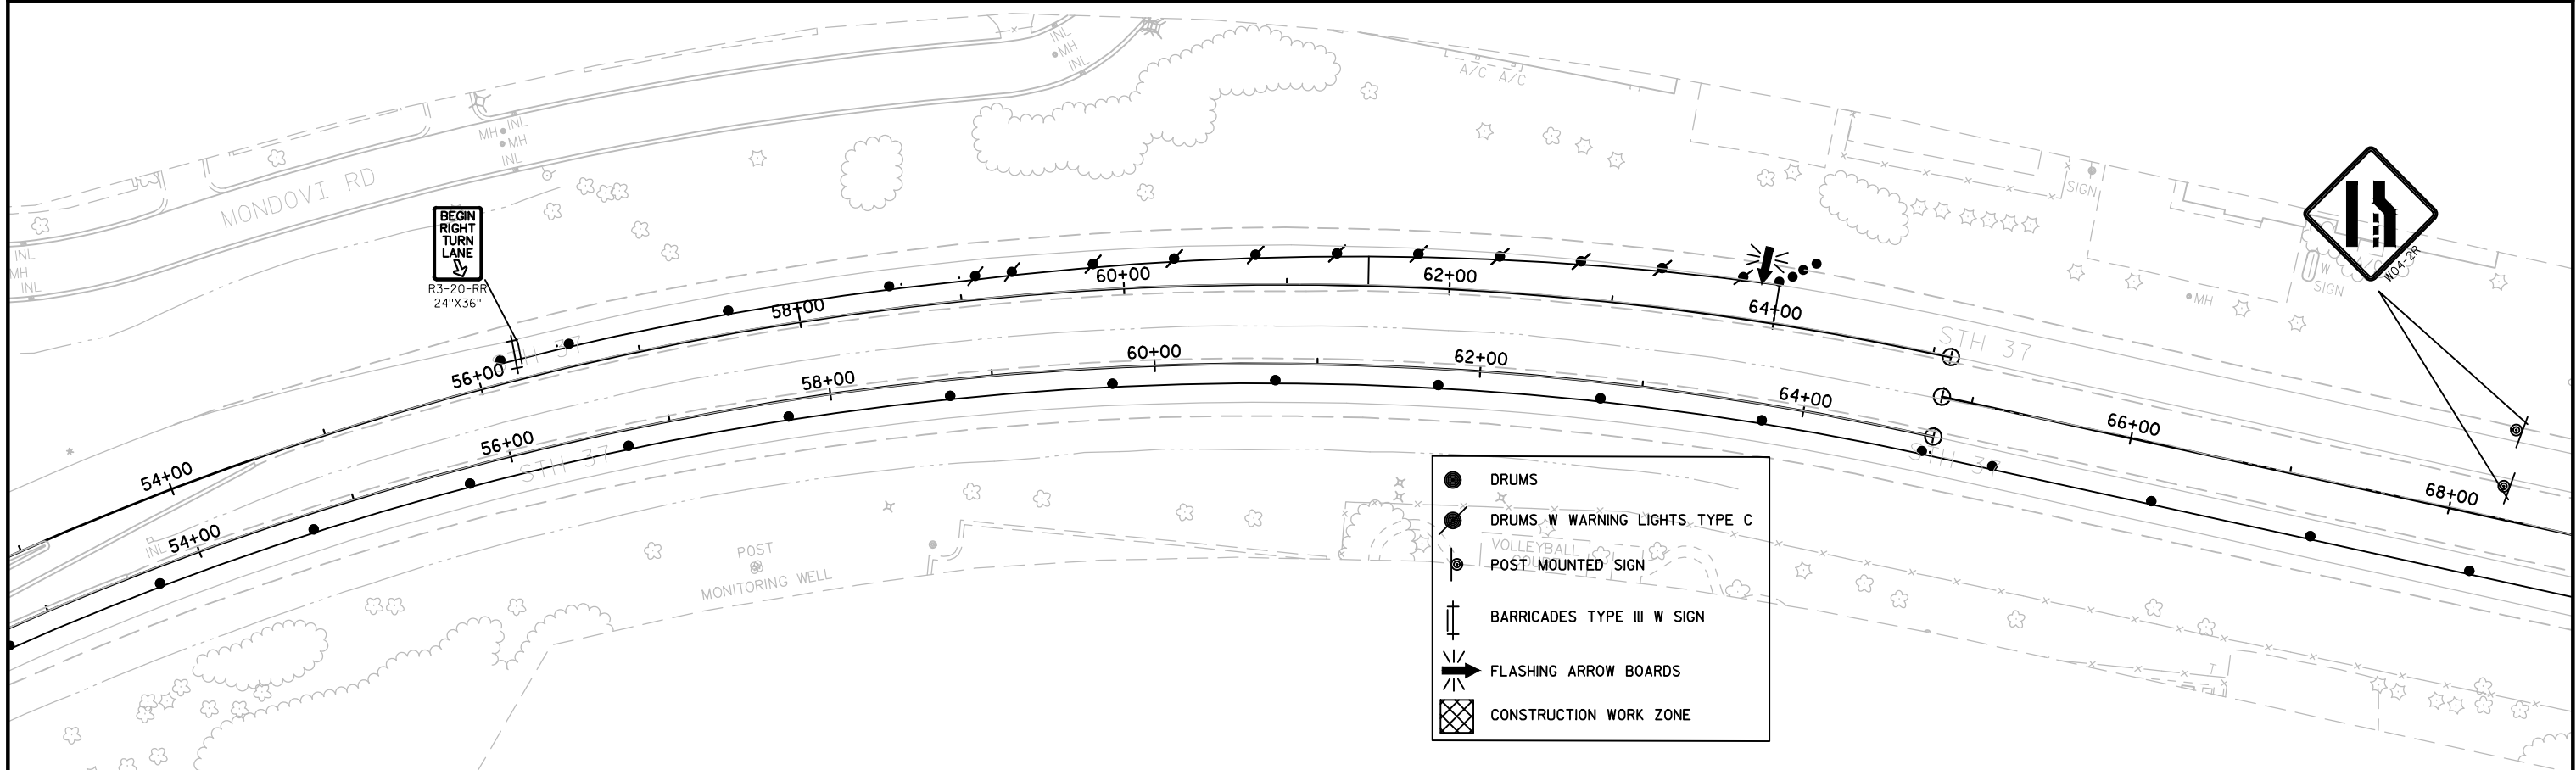 INL
MH
INL
A/C A/C
MH
INL
MH
INL
MONDOVI RD
SIGN
BEGIN
RIGHT
TURN
LANE
R3-20-RR
24"X36"
W04-2R
W
SIGN
MH
INL
MH
INL
60+00
62+00
58+00
64+00
STH 37
STH 37
56+00
60+00
62+00
58+00
64+00
66+00
56+00
STH 37
STH 37
54+00
68+00
54+00
INL
POST
MONITORING WELL
VOLLEYBALL
DRUMS
DRUMS W WARNING LIGHTS TYPE C
POST MOUNTED SIGN
BARRICADES TYPE III W SIGN
FLASHING ARROW BOARDS
CONSTRUCTION WORK ZONE
T